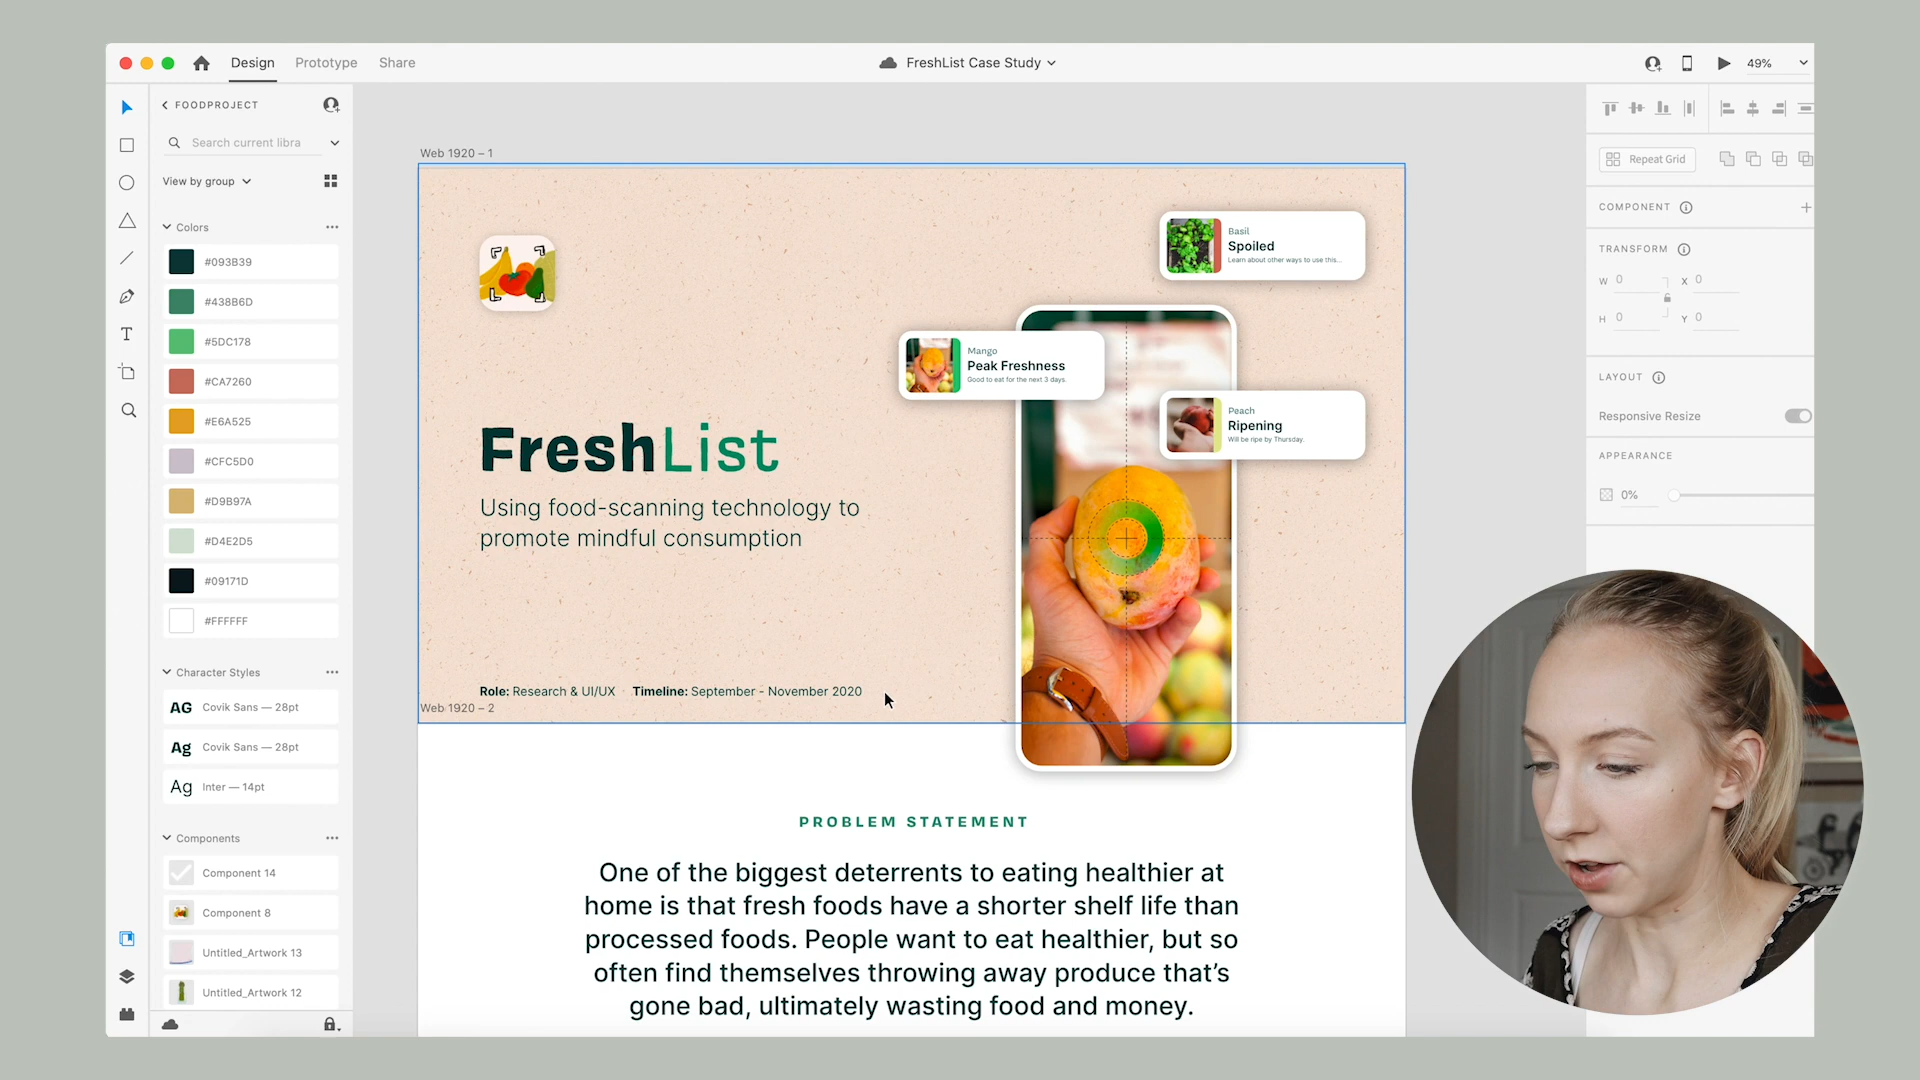 Design
Prototype
Share
FreshList Case Study
49%
FOODPROJECT
Search current libra
View by group
Colors
#093B39
#438B6D
#5DC178
#CA7260
#E6A525
#CFC5D0
#D9B97A
#D4E2D5
#09171D
#FFFFFF
Character Styles
AG Covik Sans — 28pt
Ag Covik Sans — 28pt
Ag Inter — 14pt
Components
Component 14
Component 8
Untitled_Artwork 13
Untitled_Artwork 12
Web 1920 – 1
Basil
Spoiled
Learn about other ways to use this...
Mango
Peak Freshness
Good to eat for the next 3 days.
Peach
Ripening
Will be ripe by Thursday.
FreshList
Using food-scanning technology to
promote mindful consumption
Role: Research & UI/UX · Timeline: September - November 2020
Web 1920 – 2
PROBLEM STATEMENT
One of the biggest deterrents to eating healthier at
home is that fresh foods have a shorter shelf life than
processed foods. People want to eat healthier, but so
often find themselves throwing away produce that’s
gone bad, ultimately wasting food and money.
Repeat Grid
COMPONENT
TRANSFORM
W 0 X 0
H 0 Y 0
LAYOUT
Responsive Resize
APPEARANCE
0%